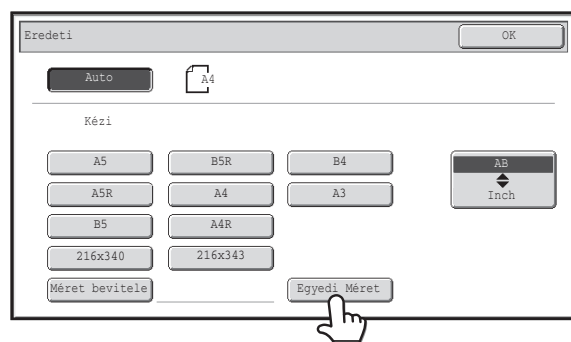 Eredeti OK
Auto A4
Kézi
A5 B5R B4 AB
A5R A4 A3 Inch
B5 A4R
216x340 216x343
Méret bevitele Egyedi Méret